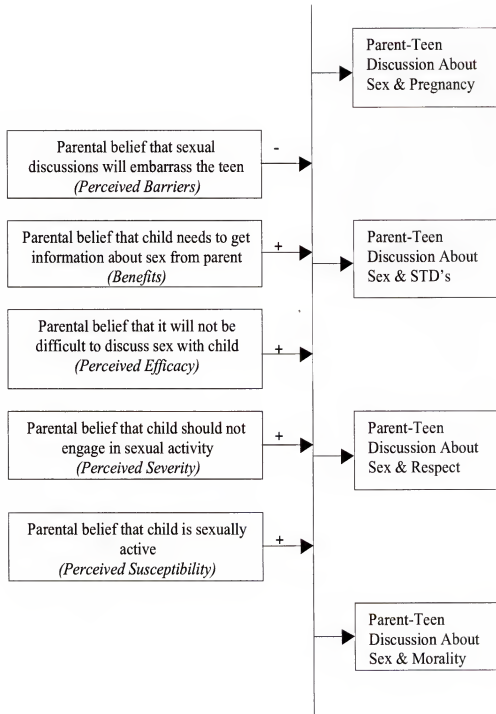 Parent-Teen
Discussion About
Sex & Pregnancy
Parental belief that sexual
discussions will embarrass the teen
(Perceived Barriers)
-
Parental belief that child needs to get
information about sex from parent
(Benefits)
+
Parent-Teen
Discussion About
Sex & STD's
Parental belief that it will not be
difficult to discuss sex with child
(Perceived Efficacy)
+
Parental belief that child should not
engage in sexual activity
(Perceived Severity)
+
Parent-Teen
Discussion About
Sex & Respect
Parental belief that child is sexually
active
(Perceived Susceptibility)
+
Parent-Teen
Discussion About
Sex & Morality